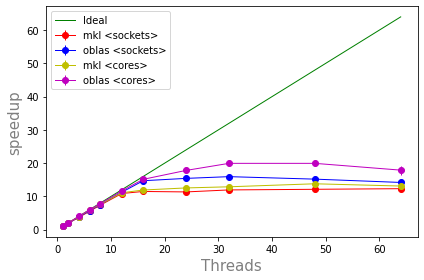 Ideal
mkl <sockets>
oblas <sockets>
mkl <cores>
oblas <cores>
60
50
40
30
20
10
0
speedup
0 10 20 30 40 50 60
Threads